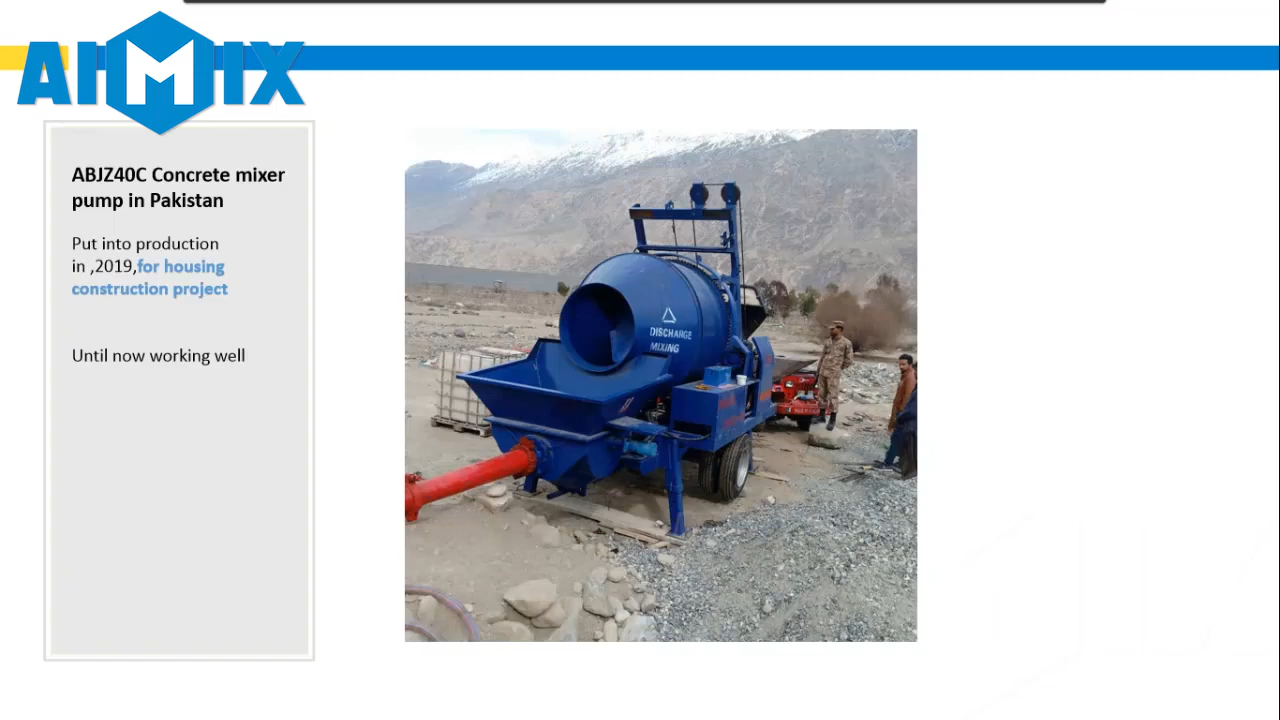 AIMIX
ABJZ40C Concrete mixer
pump in Pakistan
Put into production
in ,2019,for housing
construction project
Until now working well
DISCHARGE
MIXING